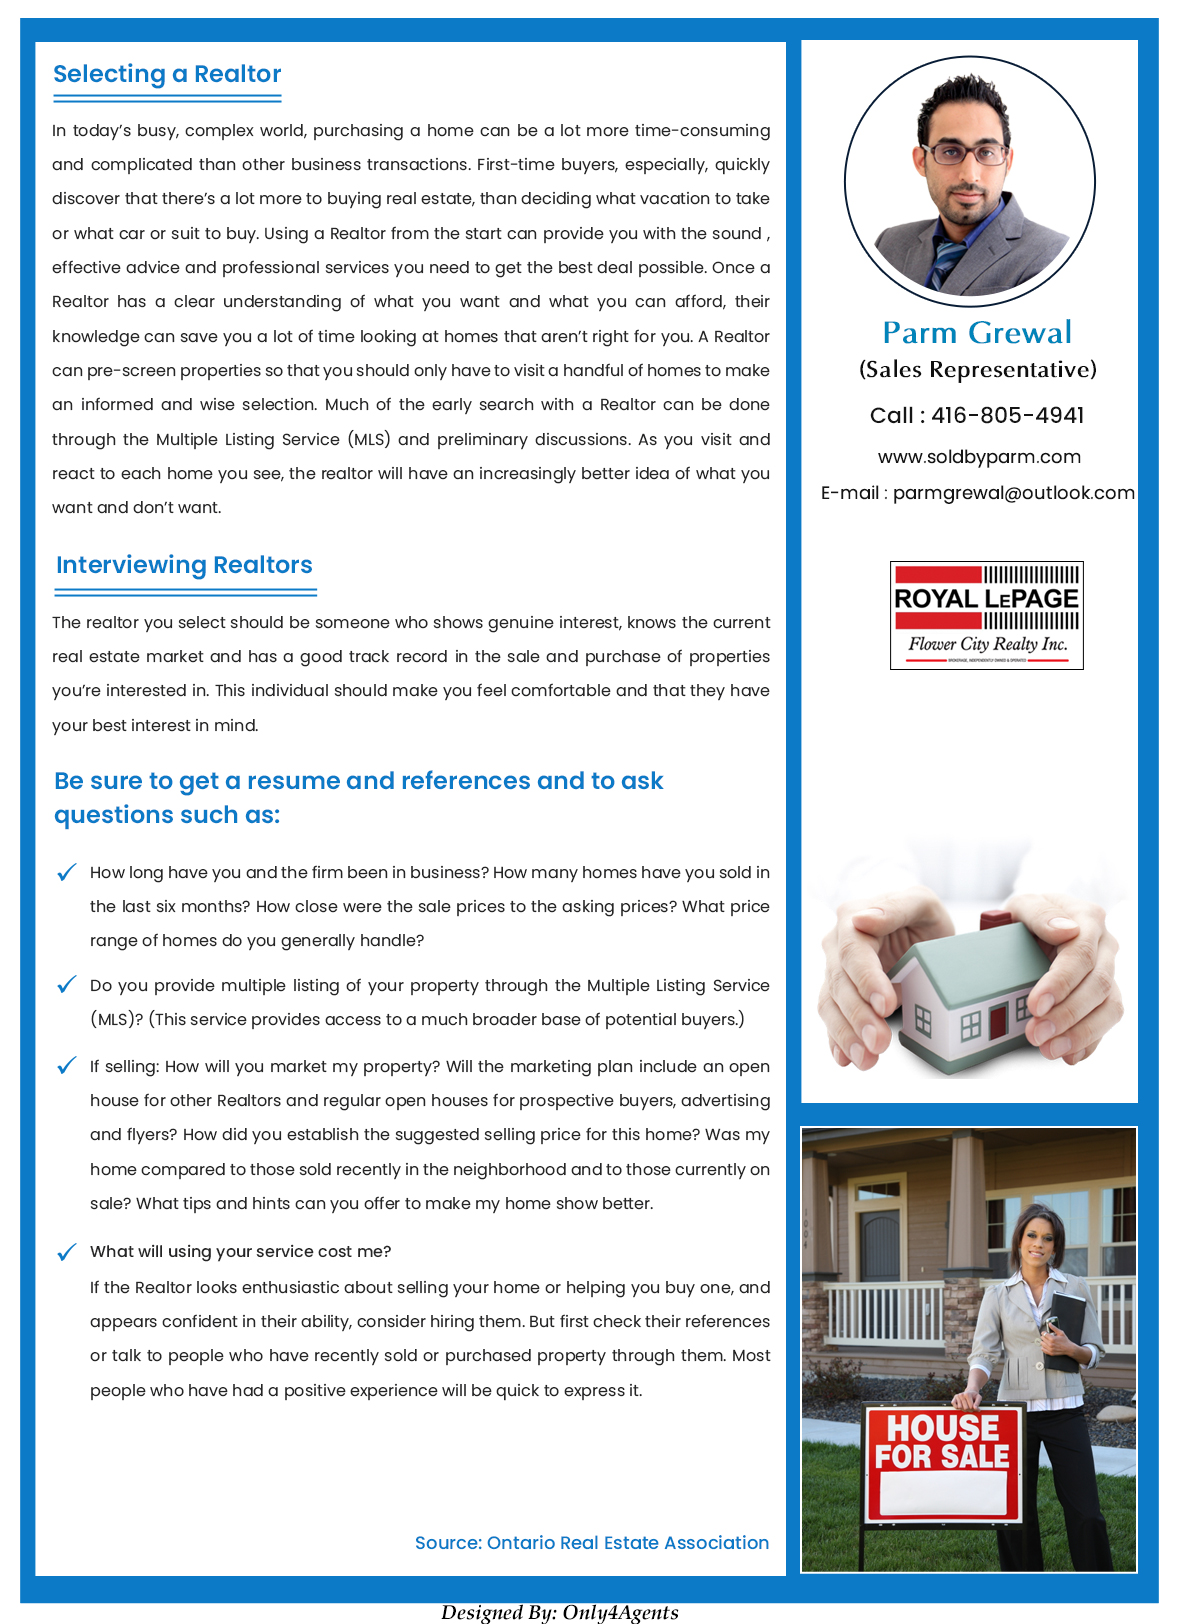 Selecting a Realtor
In today's busy, complex world, purchasing a home can be a lot more time-consuming
and complicated than other business transactions. First-time buyers, especially, quickly
discover that there's a lot more to buying real estate, than deciding what vacation to take
or what car or suit to buy. Using a Realtor from the start can provide you with the sound ,
effective advice and professional services you need to get the best deal possible. Once a
Realtor has a clear understanding of what you want and what you can afford, their
knowledge can save you a lot of time looking at homes that aren't right for you. A Realtor
can pre-screen properties so that you should only have to visit a handful of homes to make
an informed and wise selection. Much of the early search with a Realtor can be done
through the Multiple Listing Service (MLS) and preliminary discussions. As you visit and
react to each home you see, the realtor will have an increasingly better idea of what you
want and don't want.
Interviewing Realtors
The realtor you select should be someone who shows genuine interest, knows the current
real estate market and has a good track record in the sale and purchase of properties
you're interested in. This individual should make you feel comfortable and that they have
your best interest in mind.
Be sure to get a resume and references and to ask
questions such as:
How long have you and the firm been in business? How many homes have you sold in
the last six months? How close were the sale prices to the asking prices? What price
range of homes do you generally handle?
Do you provide multiple listing of your property through the Multiple Listing Service
(MLS)? (This service provides access to a much broader base of potential buyers.)
If selling: How will you market my property? Will the marketing plan include an open
house for other Realtors and regular open houses for prospective buyers, advertising
and flyers? How did you establish the suggested selling price for this home? Was my
home compared to those sold recently in the neighborhood and to those currently on
sale? What tips and hints can you offer to make my home show better.
What will using your service cost me?
If the Realtor looks enthusiastic about selling your home or helping you buy one, and
appears confident in their ability, consider hiring them. But first check their references
or talk to people who have recently sold or purchased property through them. Most
people who have had a positive experience will be quick to express it.
Source: Ontario Real Estate Association
Parm Grewal
(Sales Representative)
Call : 416-805-4941
www.soldbyparm.com
E-mail : parmgrewal@outlook.com
ROYAL LEPAGE
Flower City Realty Inc.
BROKERAGE, INDEPENDENTLY OWNED & OPERATED
1004
HOUSE
FOR SALE
Designed By: Only4Agents